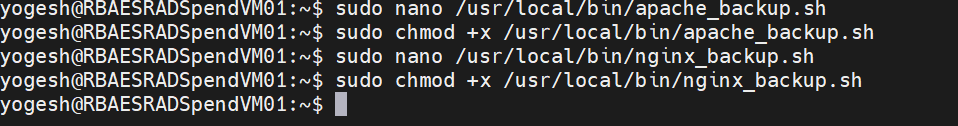 yogesh@RBAESRADSpendVM01:~$ sudo nano /usr/local/bin/apache_backup.sh
yogesh@RBAESRADSpendVM01:~$ sudo chmod +x /usr/local/bin/apache_backup.sh
yogesh@RBAESRADSpendVM01:~$ sudo nano /usr/local/bin/nginx_backup.sh
yogesh@RBAESRADSpendVM01:~$ sudo chmod +x /usr/local/bin/nginx_backup.sh
yogesh@RBAESRADSpendVM01:~$